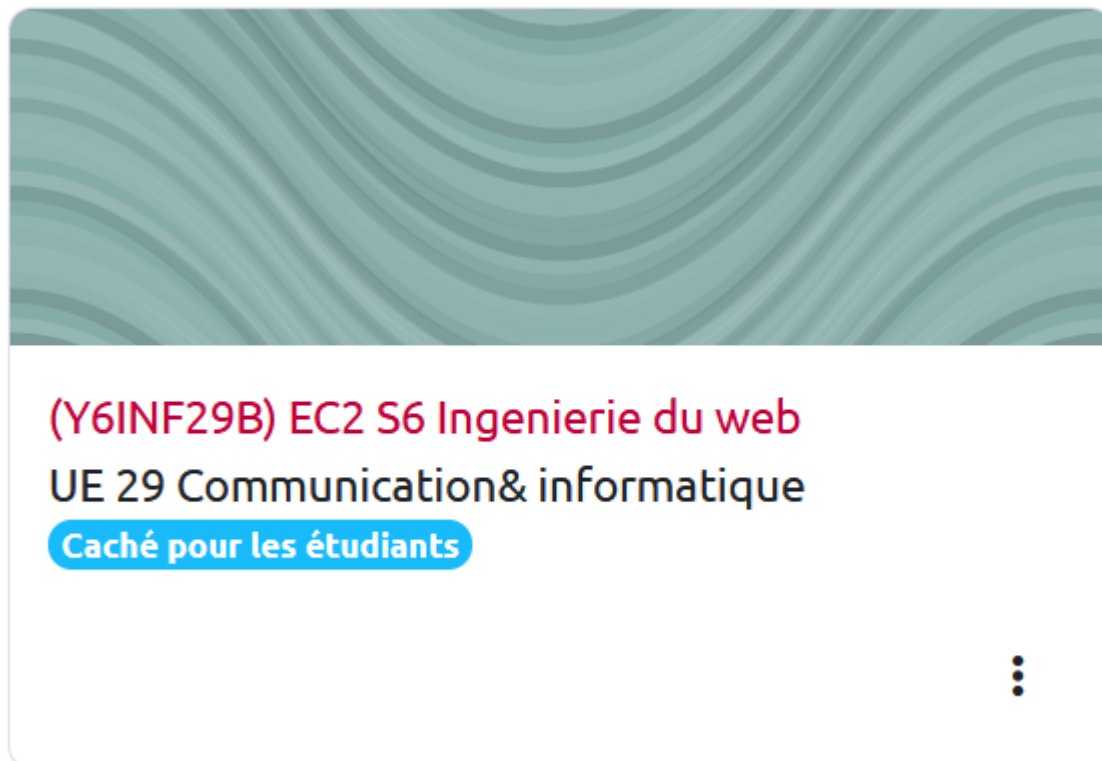 (Y6INF29B) EC2 S6 Ingenierie du web
UE 29 Communication& informatique
Caché pour les étudiants